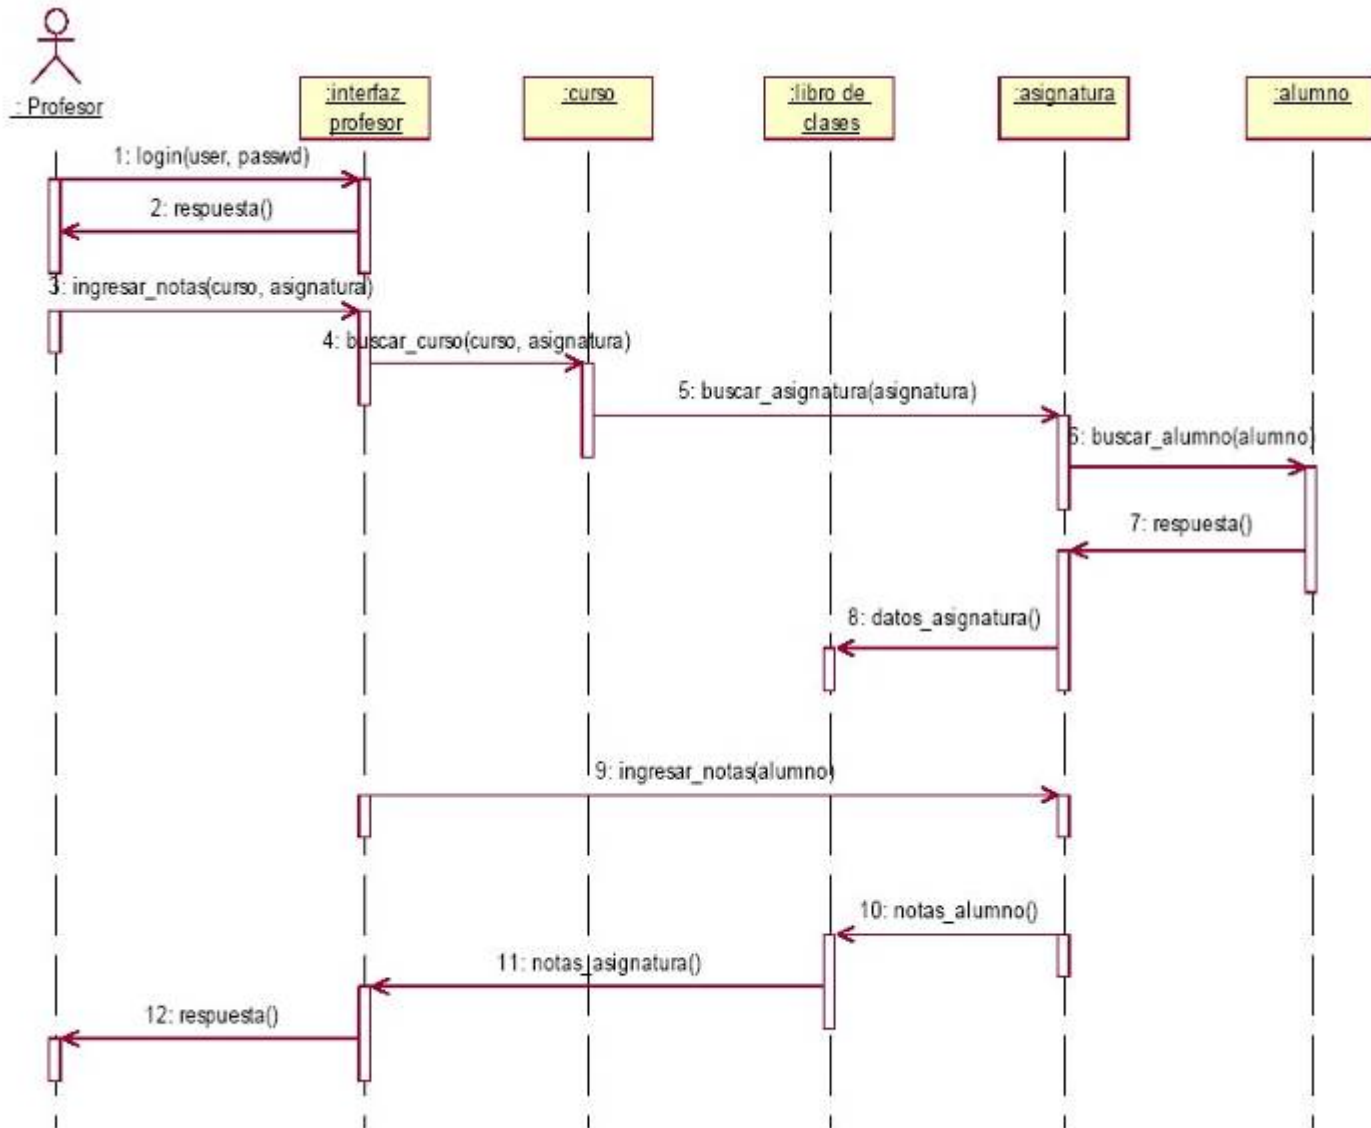 : Profesor
:interfaz
profesor
:curso
:libro de
clases
:asignatura
:alumno
1: login(user, passwd)
2: respuesta()
3: ingresar_notas(curso, asignatura)
4: buscar_curso(curso, asignatura)
5: buscar_asignatura(asignatura)
6: buscar_alumno(alumno)
7: respuesta()
8: datos_asignatura()
9: ingresar_notas(alumno)
10: notas_alumno()
11: notas_asignatura()
12: respuesta()